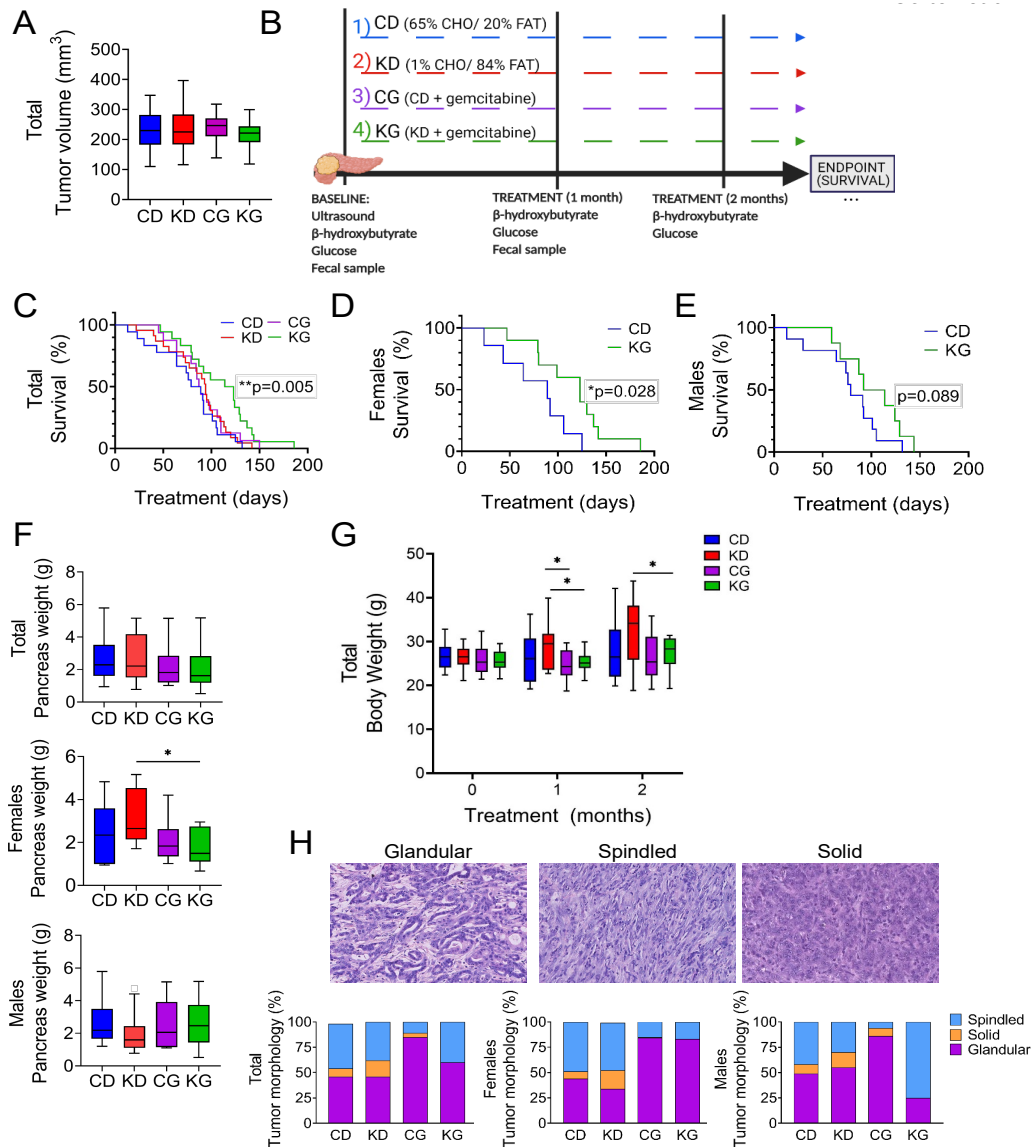 A
Total
Tumor volume (mm³)
500
400
300
200
100
0
CD KD CG KG
B
1) CD (65% CHO/ 20% FAT)
2) KD (1% CHO/ 84% FAT)
3) CG (CD + gemcitabine)
4) KG (KD + gemcitabine)
ENDPOINT
(SURVIVAL)
...
BASELINE:
Ultrasound
β-hydroxybutyrate
Glucose
Fecal sample
TREATMENT (1 month)
β-hydroxybutyrate
Glucose
Fecal sample
TREATMENT (2 months)
β-hydroxybutyrate
Glucose
C
Total
Survival (%)
100
50
0
0 50 100 150 200
Treatment (days)
CD CG
KD KG
**p=0.005
D
Females
Survival (%)
100
50
0
0 50 100 150 200
Treatment (days)
CD
KG
*p=0.028
E
Males
Survival (%)
100
50
0
0 50 100 150 200
Treatment (days)
CD
KG
p=0.089
F
Total
Pancreas weight (g)
8
6
4
2
0
CD KD CG KG
Females
Pancreas weight (g)
6
4
2
0
*
CD KD CG KG
Males
Pancreas weight (g)
8
6
4
2
0
CD KD CG KG
G
Total
Body Weight (g)
50
40
30
20
10
0
*
*
*
0 1 2
Treatment (months)
CD
KD
CG
KG
H
Glandular Spindled Solid
Total
Tumor morphology (%)
100
75
50
25
0
CD KD CG KG
Females
Tumor morphology (%)
100
75
50
25
0
CD KD CG KG
Males
Tumor morphology (%)
100
75
50
25
0
CD KD CG KG
Spindled
Solid
Glandular